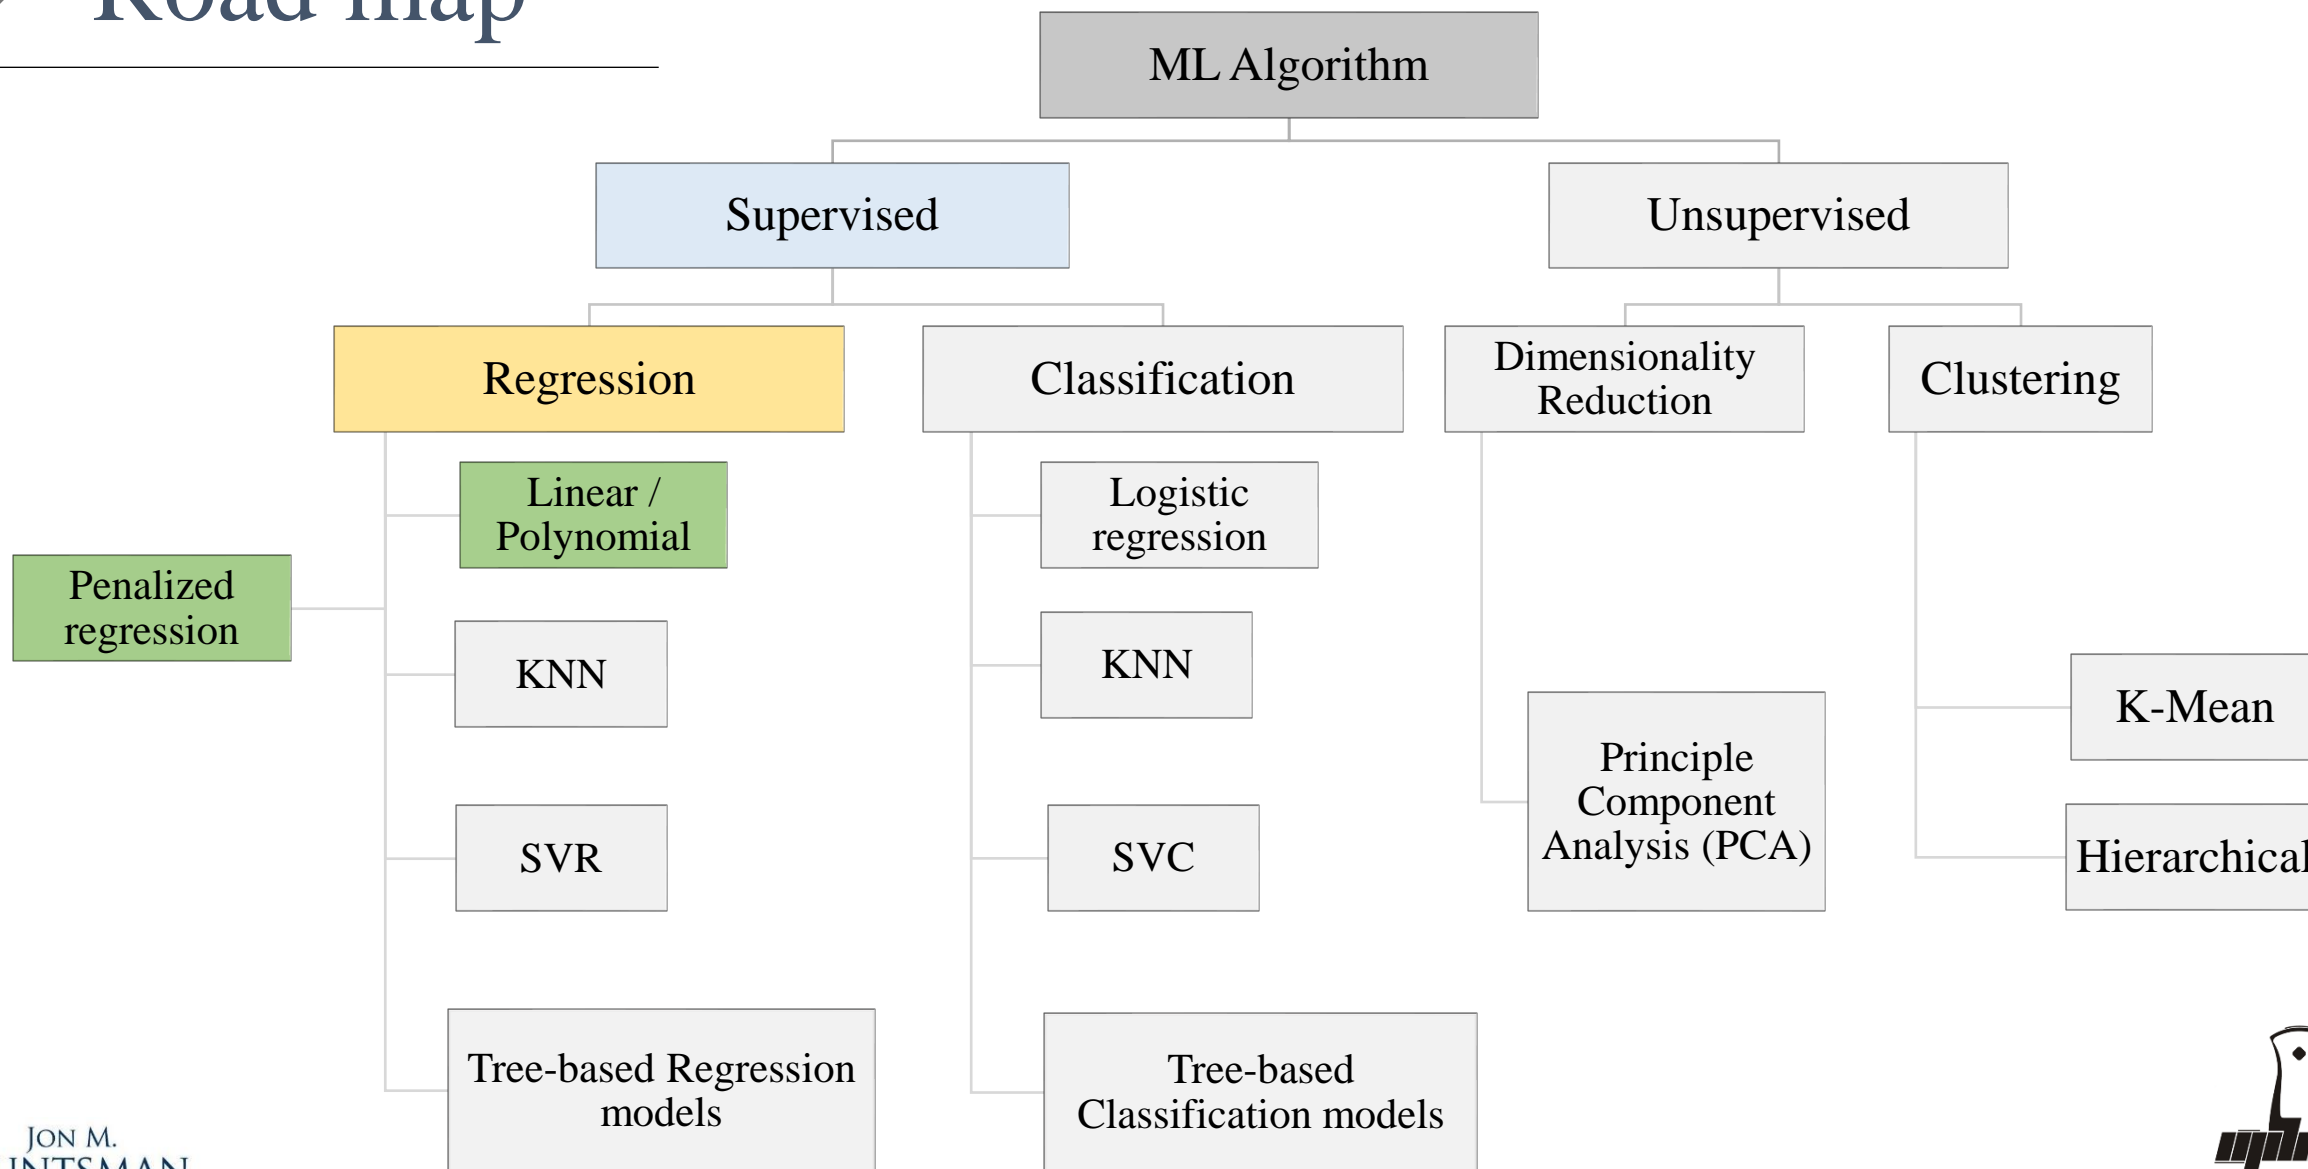 Road map
ML Algorithm
Supervised
Unsupervised
Regression
Classification
Dimensionality
Reduction
Clustering
Linear /
Polynomial
Logistic
regression
Penalized
regression
KNN
KNN
K-Mean
Principle
Component
Analysis (PCA)
SVR
SVC
Hierarchical
Tree-based Regression
models
Tree-based
Classification models
JON M.